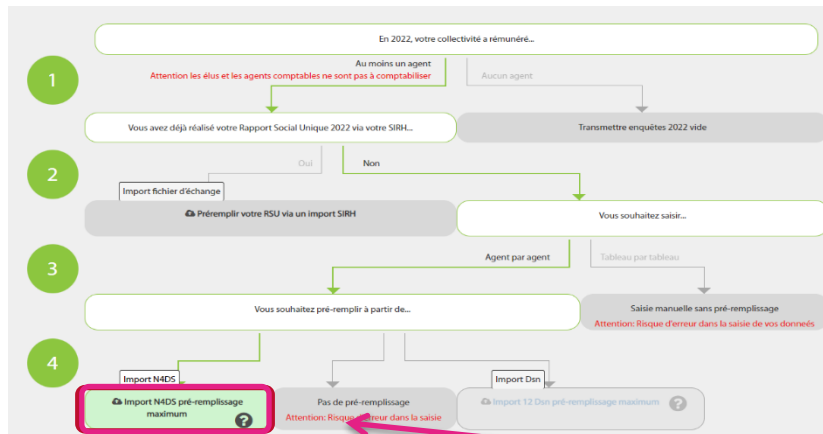 En 2022, votre collectivité a rémunéré...
1
Au moins un agent
Attention les élus et les agents comptables ne sont pas à comptabiliser
Aucun agent
Vous avez déjà réalisé votre Rapport Social Unique 2022 via votre SIRH...
Transmettre enquêtes 2022 vide
2
Oui
Non
Import fichier d'échange
Préremplir votre RSU via un import SIRH
Vous souhaitez saisir...
3
Agent par agent
Tableau par tableau
Vous souhaitez pré-remplir à partir de...
Saisie manuelle sans pré-remplissage
Attention: Risque d'erreur dans la saisie de vos donneés
4
Import N4DS
Import Dsn
Import N4DS pré-remplissage
maximum
?
Pas de pré-remplissage
Attention: Risque d'erreur dans la saisie
Import 12 Dsn pré-remplissage maximum
?